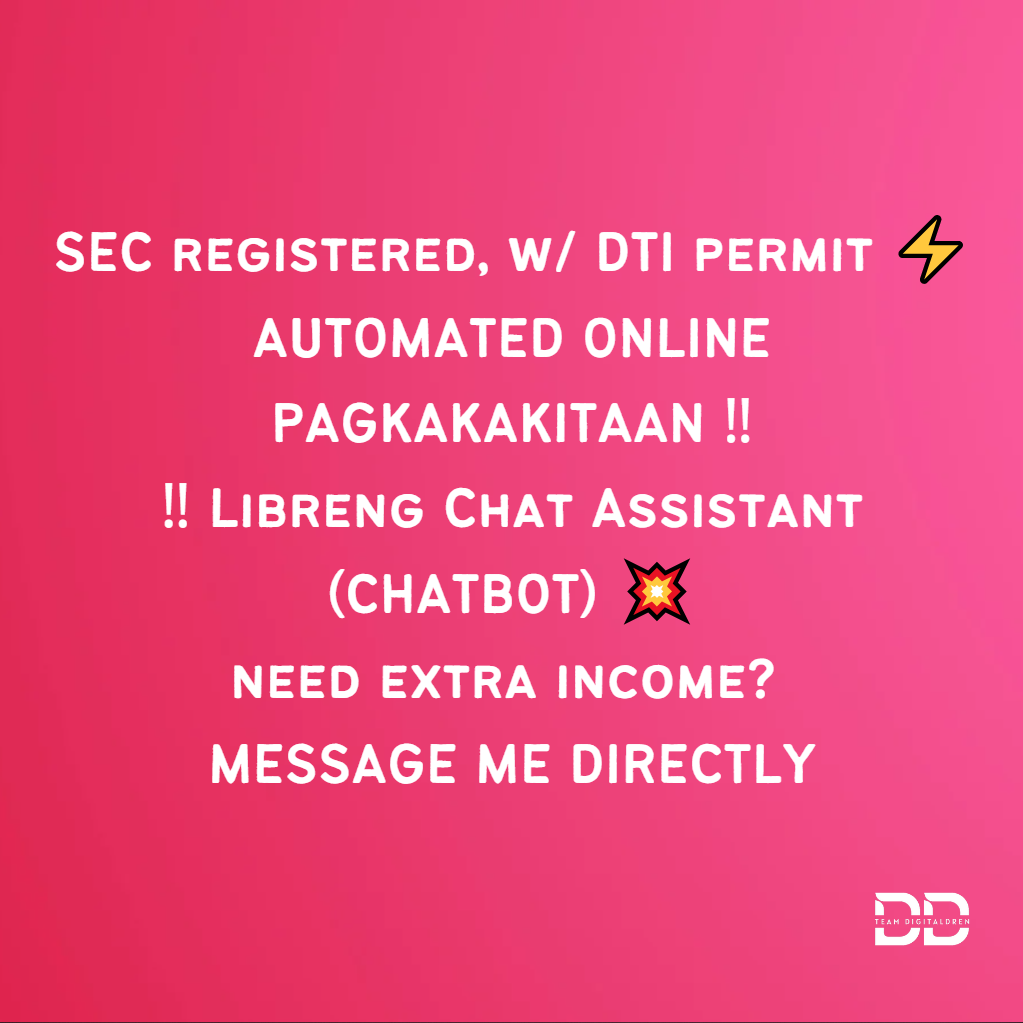 SEC REGISTERED, W/ DTI PERMIT ⚡
AUTOMATED ONLINE
PAGKAKAKITAAN ‼
‼ LIBRENG CHAT ASSISTANT
(CHATBOT) 💥
NEED EXTRA INCOME?
MESSAGE ME DIRECTLY
DD
TEAM DIGITALDREN